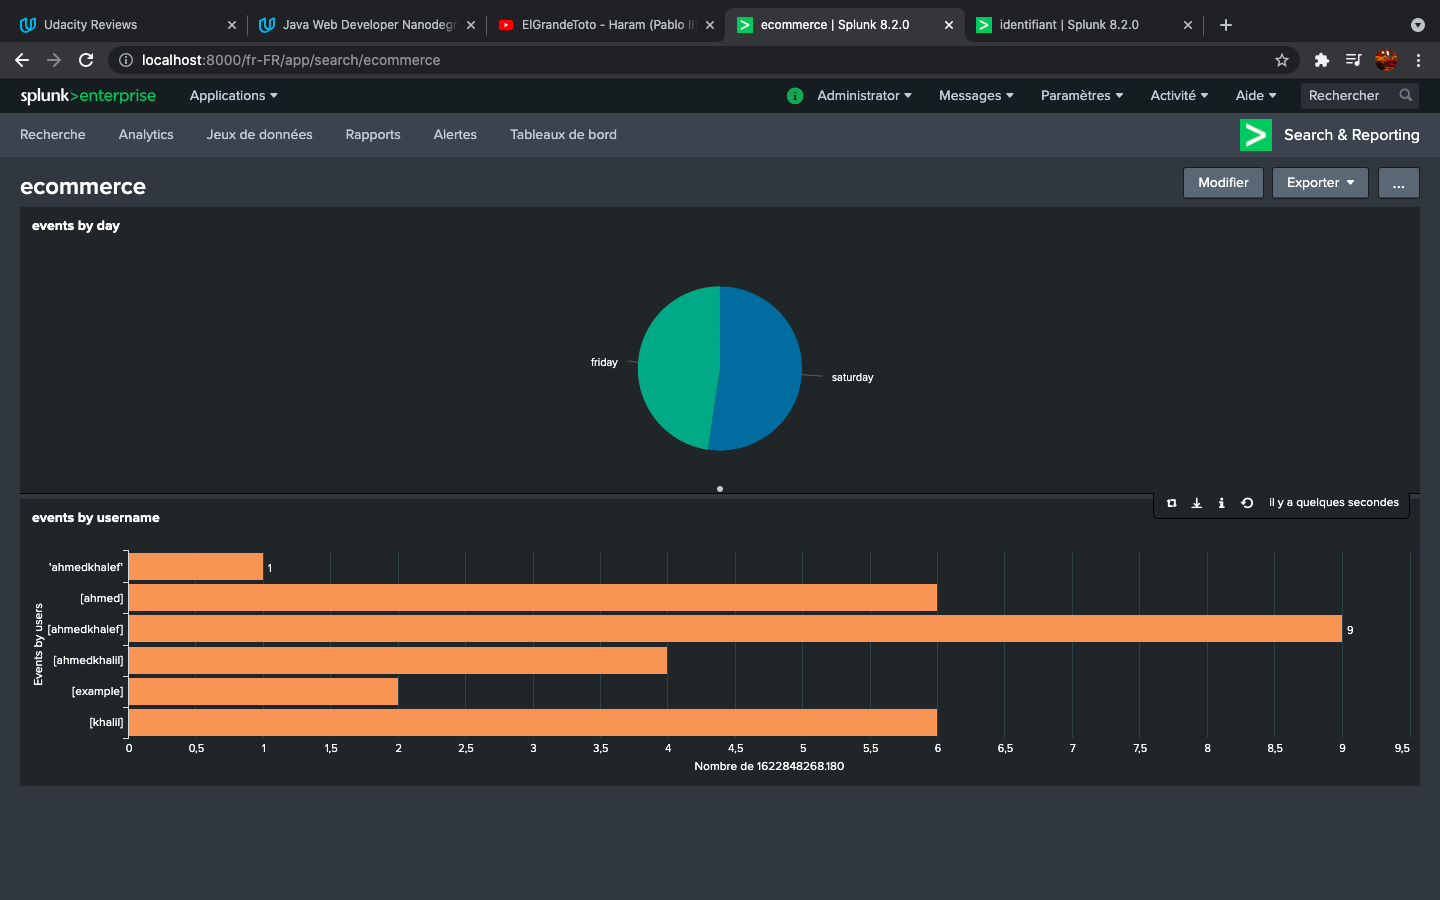 Udacity Reviews
Java Web Developer Nanodegr
ElGrandeToto - Haram (Pablo II
ecommerce | Splunk 8.2.0
identifiant | Splunk 8.2.0
localhost:8000/fr-FR/app/search/ecommerce
splunk>enterprise
Applications
Administrator
Messages
Paramètres
Activité
Aide
Rechercher
Recherche
Analytics
Jeux de données
Rapports
Alertes
Tableaux de bord
Search & Reporting
ecommerce
Modifier
Exporter
...
events by day
friday
saturday
il y a quelques secondes
events by username
Events by users
'ahmedkhalef'
1
[ahmed]
[ahmedkhalef]
9
[ahmedkhalil]
[example]
[khalil]
0 0,5 1 1,5 2 2,5 3 3,5 4 4,5 5 5,5 6 6,5 7 7,5 8 8,5 9 9,5
Nombre de 1622848268.180